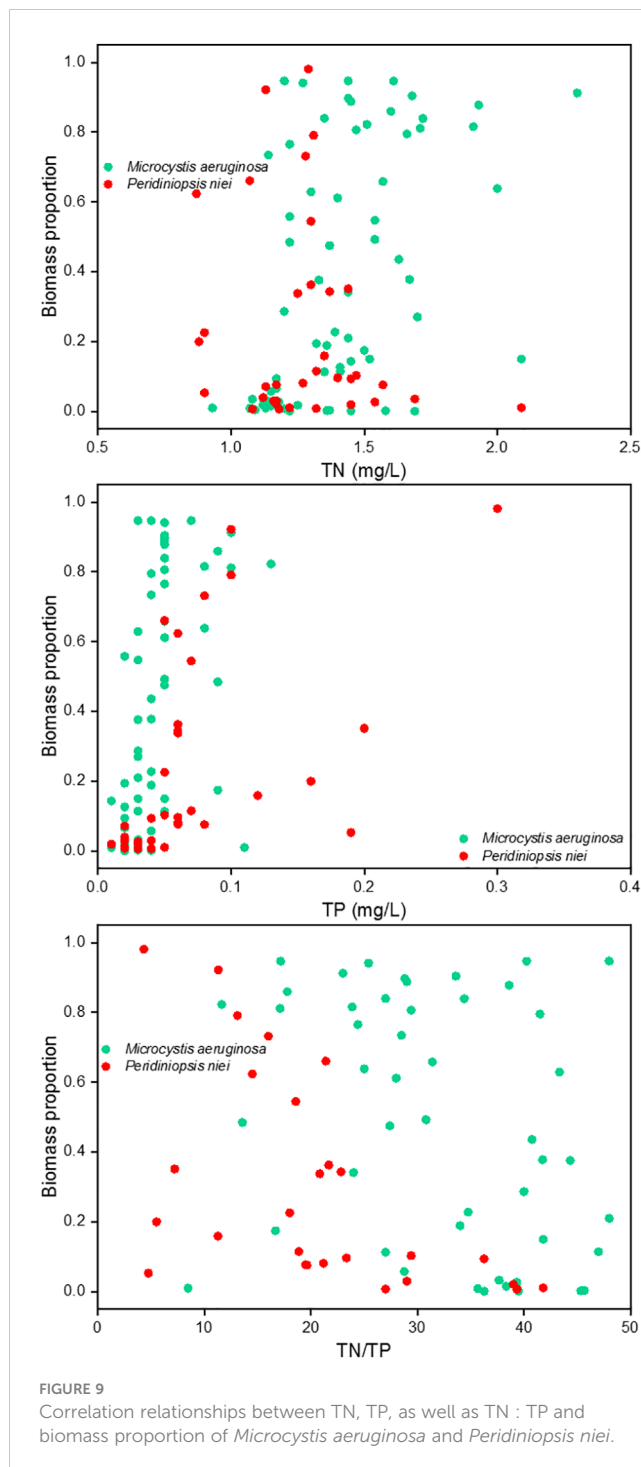 1.0
0.8
0.6
0.4
0.2
0.0
Biomass proportion
Microcystis aeruginosa
Peridiniopsis niei
0.5 1.0 1.5 2.0 2.5
TN (mg/L)
1.0
0.8
0.6
0.4
0.2
0.0
Biomass proportion
Microcystis aeruginosa
Peridiniopsis niei
0.0 0.1 0.2 0.3 0.4
TP (mg/L)
1.0
0.8
0.6
0.4
0.2
0.0
Biomass proportion
Microcystis aeruginosa
Peridiniopsis niei
0 10 20 30 40 50
TN/TP
FIGURE 9
Correlation relationships between TN, TP, as well as TN : TP and
biomass proportion of Microcystis aeruginosa and Peridiniopsis niei.